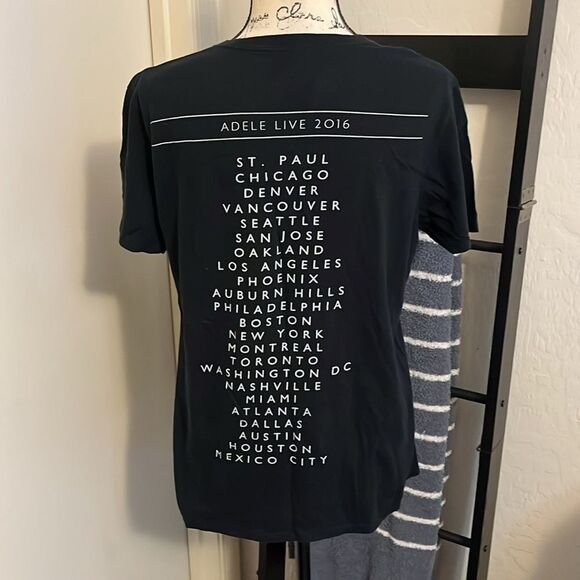 ADELE LIVE 2016
ST. PAUL
CHICAGO
DENVER
VANCOUVER
SEATTLE
SAN JOSE
OAKLAND
LOS ANGELES
PHOENIX
AUBURN HILLS
PHILADELPHIA
BOSTON
NEW YORK
MONTREAL
TORONTO
WASHINGTON DC
NASHVILLE
MIAMI
ATLANTA
DALLAS
AUSTIN
HOUSTON
MEXICO CITY